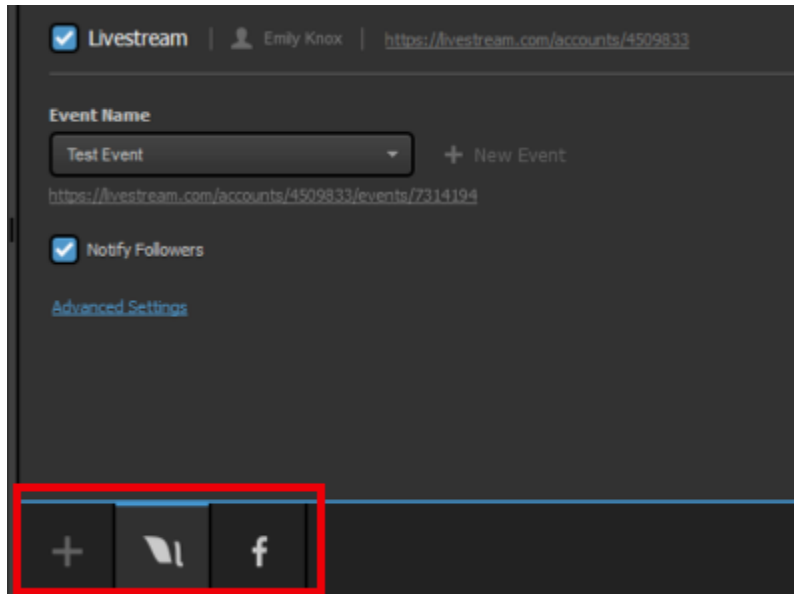 Livestream | Emily Knox | https://livestream.com/accounts/4509833
Event Name
Test Event
+ New Event
https://livestream.com/accounts/4509833/events/7314194
Notify Followers
Advanced Settings
+ f